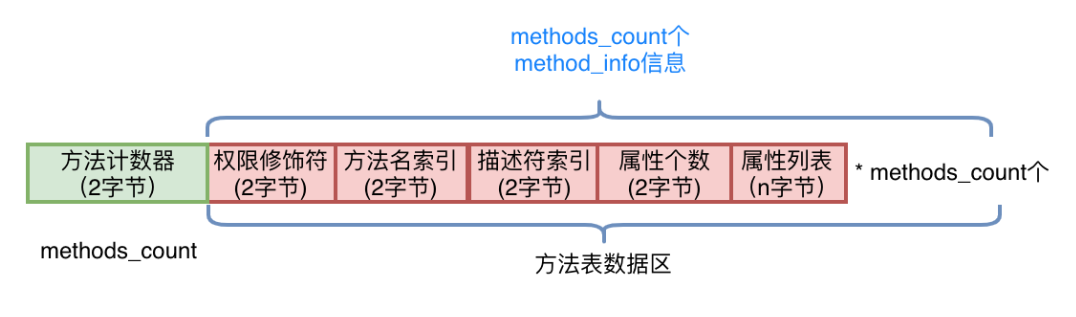 methods_count个
method_info信息
方法计数器
（2字节）
权限修饰符
(2字节)
方法名索引
(2字节)
描述符索引
(2字节)
属性个数
(2字节)
属性列表
（n字节）
* methods_count个
methods_count
方法表数据区